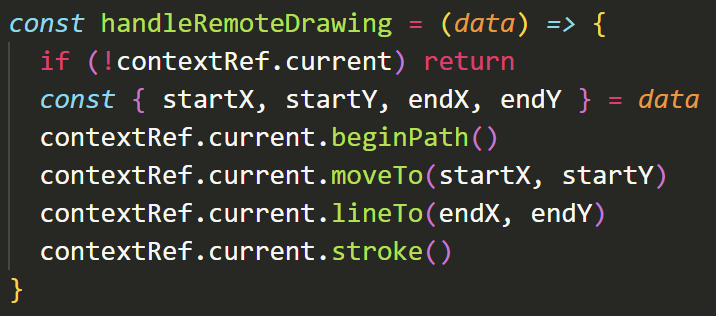 const handleRemoteDrawing = (data) => {
  if (!contextRef.current) return
  const { startX, startY, endX, endY } = data
  contextRef.current.beginPath()
  contextRef.current.moveTo(startX, startY)
  contextRef.current.lineTo(endX, endY)
  contextRef.current.stroke()
}